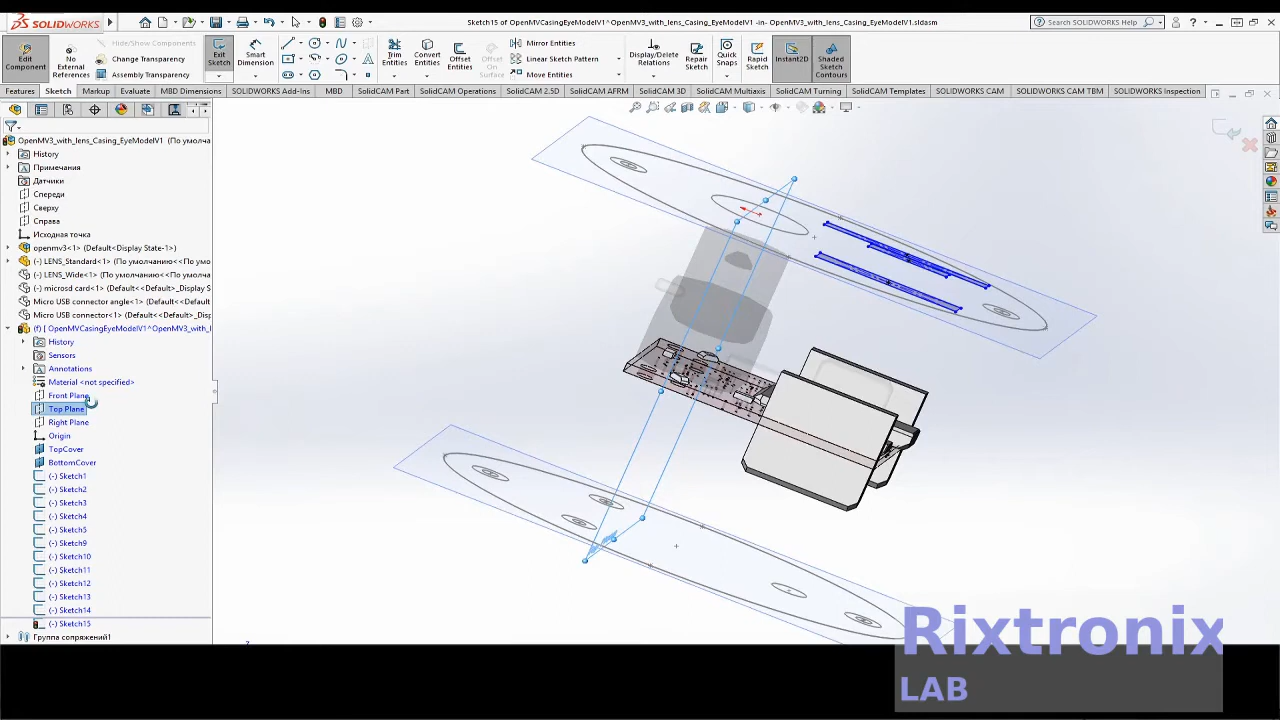 SOLIDWORKS
Sketch15 of OpenMVCasingEyeModelV1^OpenMV3_with_lens_Casing_EyeModelV1 -in- OpenMV3_with_lens_Casing_EyeModelV1.sldasm
Search SOLIDWORKS Help
Edit Component
No External References
Hide/Show Components
Change Transparency
Assembly Transparency
Exit Sketch
Smart Dimension
Trim Entities
Convert Entities
Offset Entities
Offset On Surface
Mirror Entities
Linear Sketch Pattern
Move Entities
Display/Delete Relations
Repair Sketch
Quick Snaps
Rapid Sketch
Instant2D
Shaded Sketch Contours
Features
Sketch
Markup
Evaluate
MBD Dimensions
SOLIDWORKS Add-Ins
MBD
SolidCAM Part
SolidCAM Operations
SolidCAM 2.5D
SolidCAM AFRM
SolidCAM 3D
SolidCAM Multiaxis
SolidCAM Turning
SolidCAM Templates
SOLIDWORKS CAM
SOLIDWORKS CAM TBM
SOLIDWORKS Inspection
OpenMV3_with_lens_Casing_EyeModelV1 (По умолча
History
Примечания
Датчики
Спереди
Сверху
Справа
Исходная точка
openmv3<1> (Default<Display State-1>)
(-) LENS_Standard<1> (По умолчанию<<По
(-) LENS_Wide<1> (По умолчанию<<Default
(-) microsd card<1> (Default<<Default>_Display S
Micro USB connector angle<1> (Default<<Defau
Micro USB connector<1> (Default<<Default>_Di
(f) [ OpenMVCasingEyeModelV1^OpenMV3_with_l
History
Sensors
Annotations
Material <not specified>
Front Plane
Top Plane
Right Plane
Origin
TopCover
BottomCover
(-) Sketch1
(-) Sketch2
(-) Sketch3
(-) Sketch4
(-) Sketch5
(-) Sketch9
(-) Sketch10
(-) Sketch11
(-) Sketch12
(-) Sketch13
(-) Sketch14
(-) Sketch15
Группа сопряжений1
Rixtronix
LAB